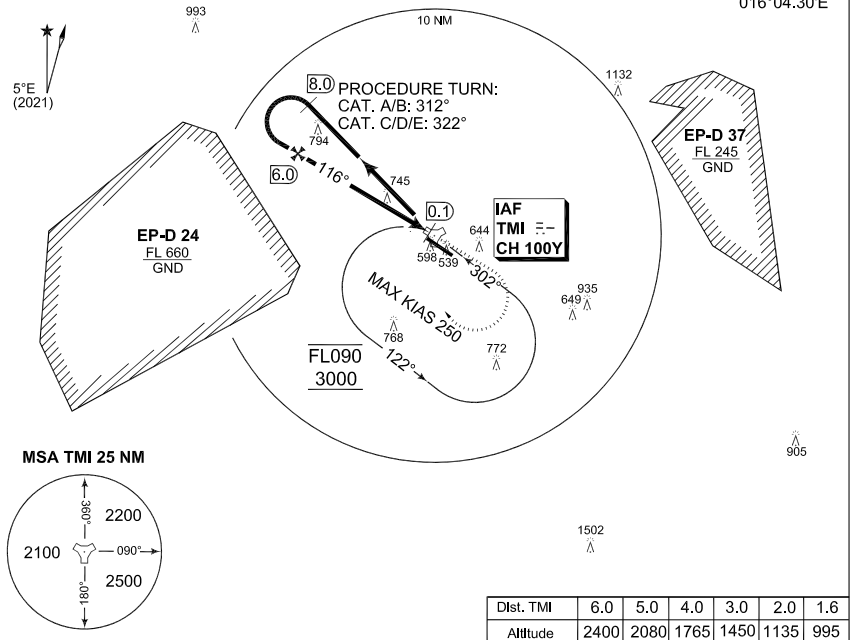 016°04.30'E
993
10 NM
5°E
(2021)
1132
8.0
PROCEDURE TURN:
CAT. A/B: 312°
CAT. C/D/E: 322°
794
EP-D 37
FL 245
GND
6.0
116°
745
0.1
IAF
TMI
CH 100Y
644
598
539
EP-D 24
FL 660
GND
302°
MAX KIAS 250
935
649
768
772
FL090
3000
122°
905
MSA TMI 25 NM
360°
2200
2100
090°
180°
2500
1502
Dist. TMI 6.0 5.0 4.0 3.0 2.0 1.6
Altitude 2400 2080 1765 1450 1135 995